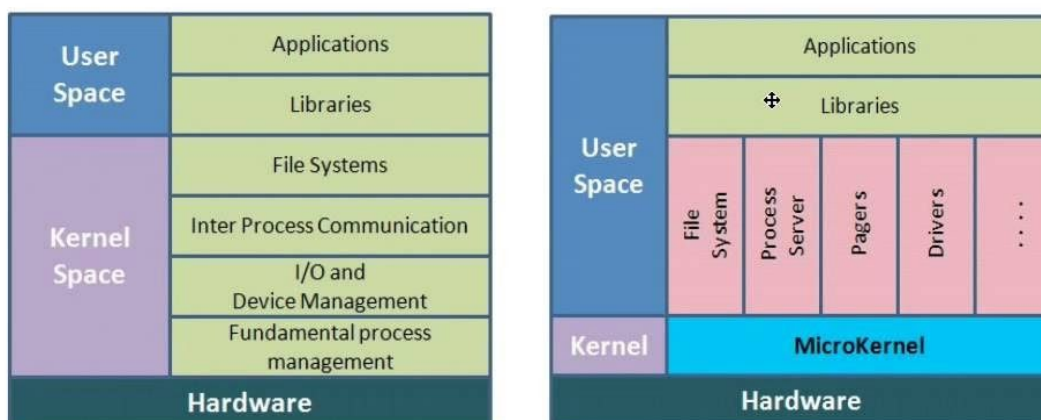 User
Space
Applications
Libraries
Kernel
Space
File Systems
Inter Process Communication
I/O and
Device Management
Fundamental process
management
Hardware
User
Space
Applications
Libraries
File
System
Process
Server
Pagers
Drivers
. . . .
Kernel
MicroKernel
Hardware